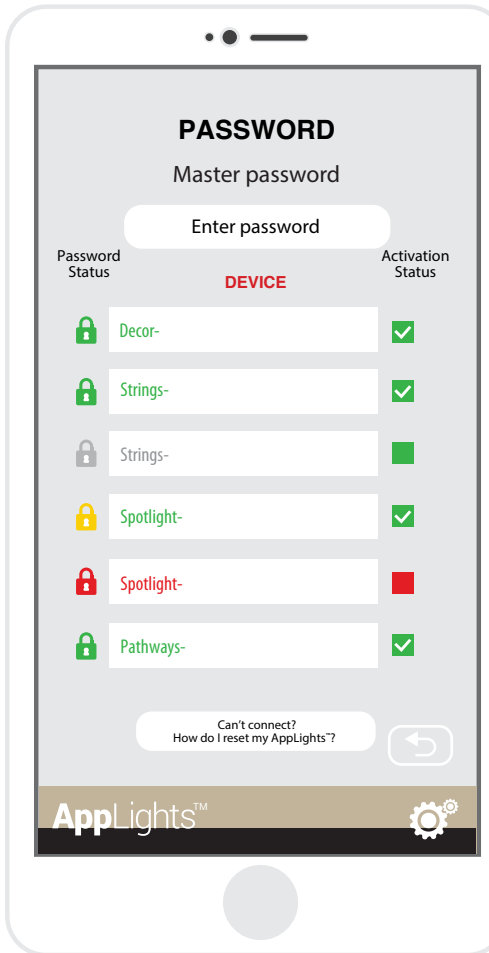 PASSWORD
Master password
Enter password
Password
Status
DEVICE
Activation
Status
Decor-
Strings-
Strings-
Spotlight-
Spotlight-
Pathways-
Can't connect?
How do I reset my AppLights™?
AppLights™